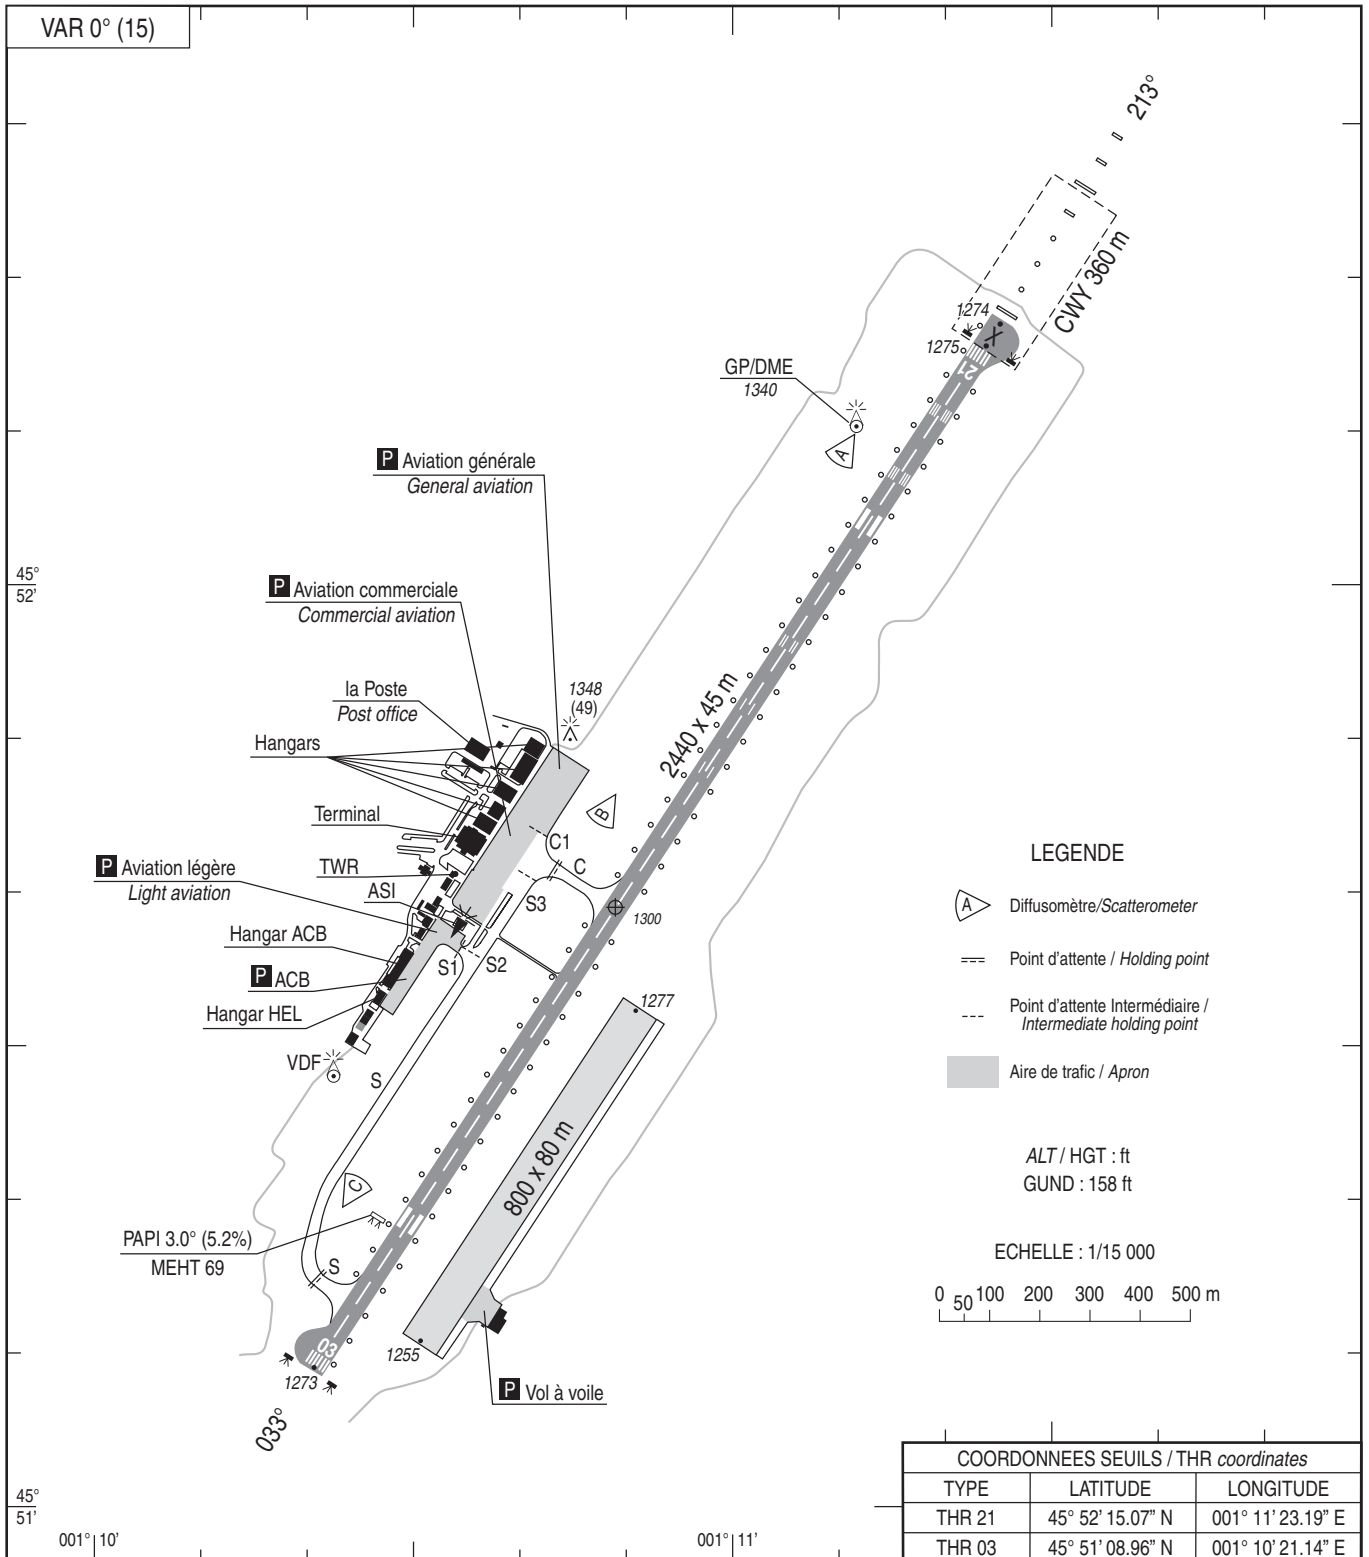 VAR 0° (15)
213°
CWY 360 m
1274
X
1275
21
GP/DME
1340
A
P Aviation générale
General aviation
45°
52'
P Aviation commerciale
Commercial aviation
la Poste
Post office
1348
(49)
Hangars
2440 x 45 m
Terminal
B
C1
C
P Aviation légère
Light aviation
TWR
ASI
S3
1300
Hangar ACB
S1
S2
P ACB
Hangar HEL
1277
VDF
S
LEGENDE
A Diffusomètre/Scatterometer
Point d'attente / Holding point
Point d'attente Intermédiaire /
Intermediate holding point
Aire de trafic / Apron
ALT / HGT : ft
GUND : 158 ft
ECHELLE : 1/15 000
0 50 100 200 300 400 500 m
800 x 80 m
C
PAPI 3.0° (5.2%)
MEHT 69
S
03
1255
1273
P Vol à voile
033°
COORDONNEES SEUILS / THR coordinates
TYPE LATITUDE LONGITUDE
THR 21 45° 52' 15.07" N 001° 11' 23.19" E
THR 03 45° 51' 08.96" N 001° 10' 21.14" E
45°
51'
001° 10'
001° 11'